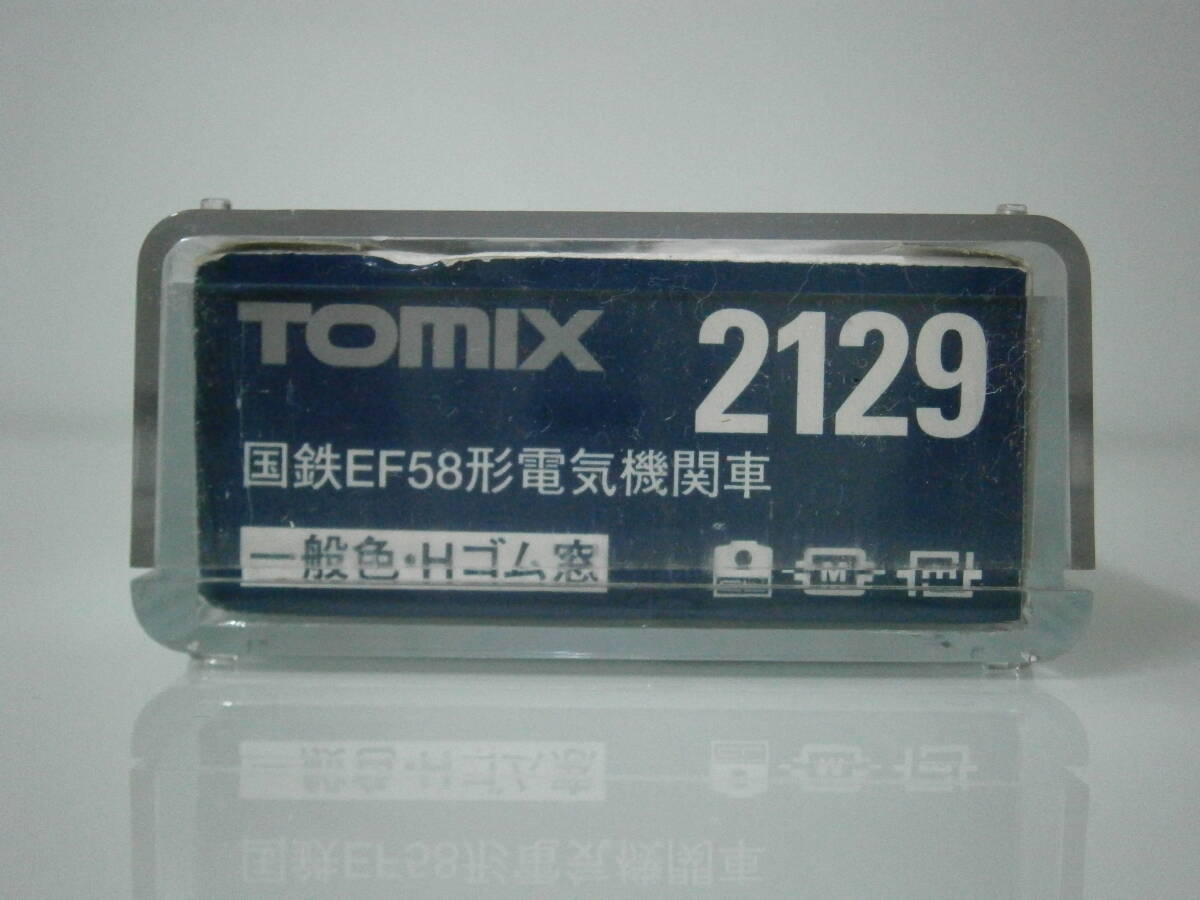 TOMIX 2129
国鉄EF58形電気機関車
一般色・Hゴム窓
M